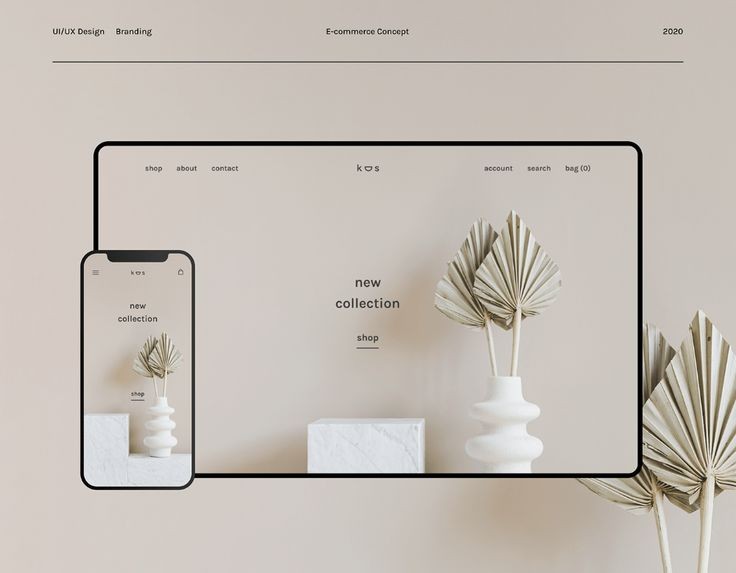 UI/UX Design Branding E-commerce Concept 2020
shop about contact k s account search bag (0)
new
collection
shop
k s
new
collection
shop